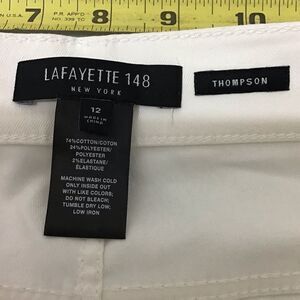 7 8 9 10
LAFAYETTE 148
NEW YORK
THOMPSON
12
MADE IN
CHINA
74%COTTON/COTON
24%POLYESTER/
POLYESTER
2%ELASTANE/
ELASTIQUE
MACHINE WASH COLD
ONLY INSIDE OUT
WITH LIKE COLORS;
DO NOT BLEACH;
TUMBLE DRY LOW;
LOW IRON